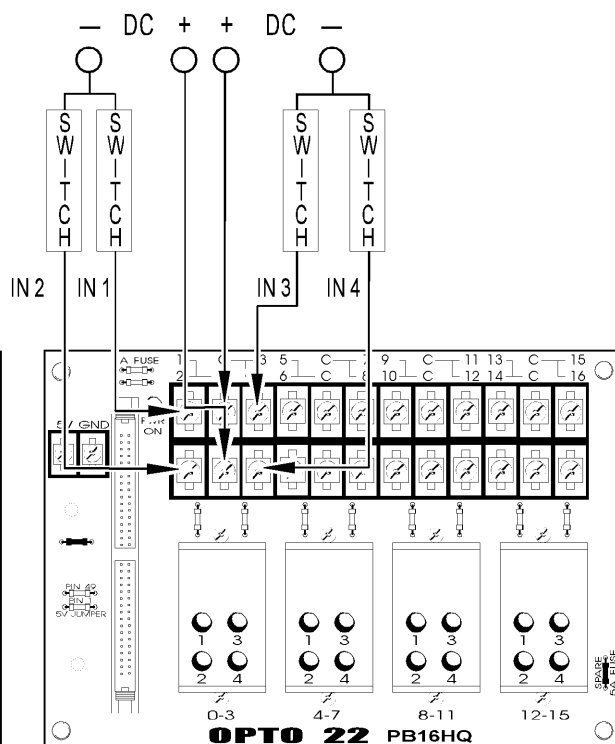 — DC + + DC —
SWITCH SWITCH SWITCH SWITCH
IN 2 IN 1 IN 3 IN 4
A FUSE 1 C 3 5 C 9 C 11 13 C 15
2 6 C 8 10 C 12 14 C 16
5V GND
ON
PIN 49
PIN 1
5V JUMPER
1 3 1 3 1 3 1 3
2 4 2 4 2 4 2 4
SPARE
5A FUSE
0-3 4-7 8-11 12-15
OPTO 22 PB16HQ